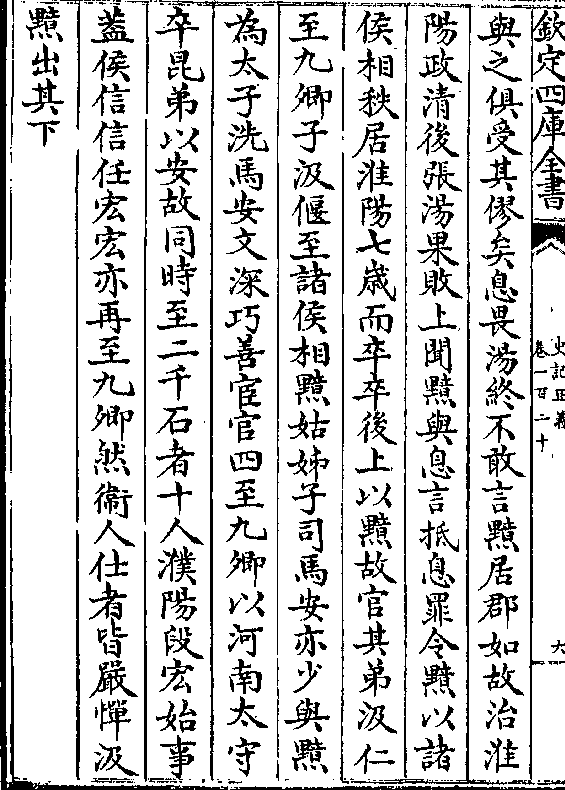 欽定四庫全書
史記正義
卷一百二十
六
與之俱受其僇矣息畏湯終不敢言黯居郡如故治淮
陽政清後張湯果敗上聞黯與息言抵息罪令黯以諸
侯相秩居淮陽七歳而卒卒後上以黯故官其弟汲仁
至九卿子汲偃至諸侯相黯姑姊子司馬安亦少與黯
為太子洗馬安文深巧善宦官四至九卿以河南太守
卒昆弟以安故同時至二千石者十人濮陽段宏始事
蓋侯信信任宏宏亦再至九卿然衞人仕者皆嚴憚汲
黯出其下